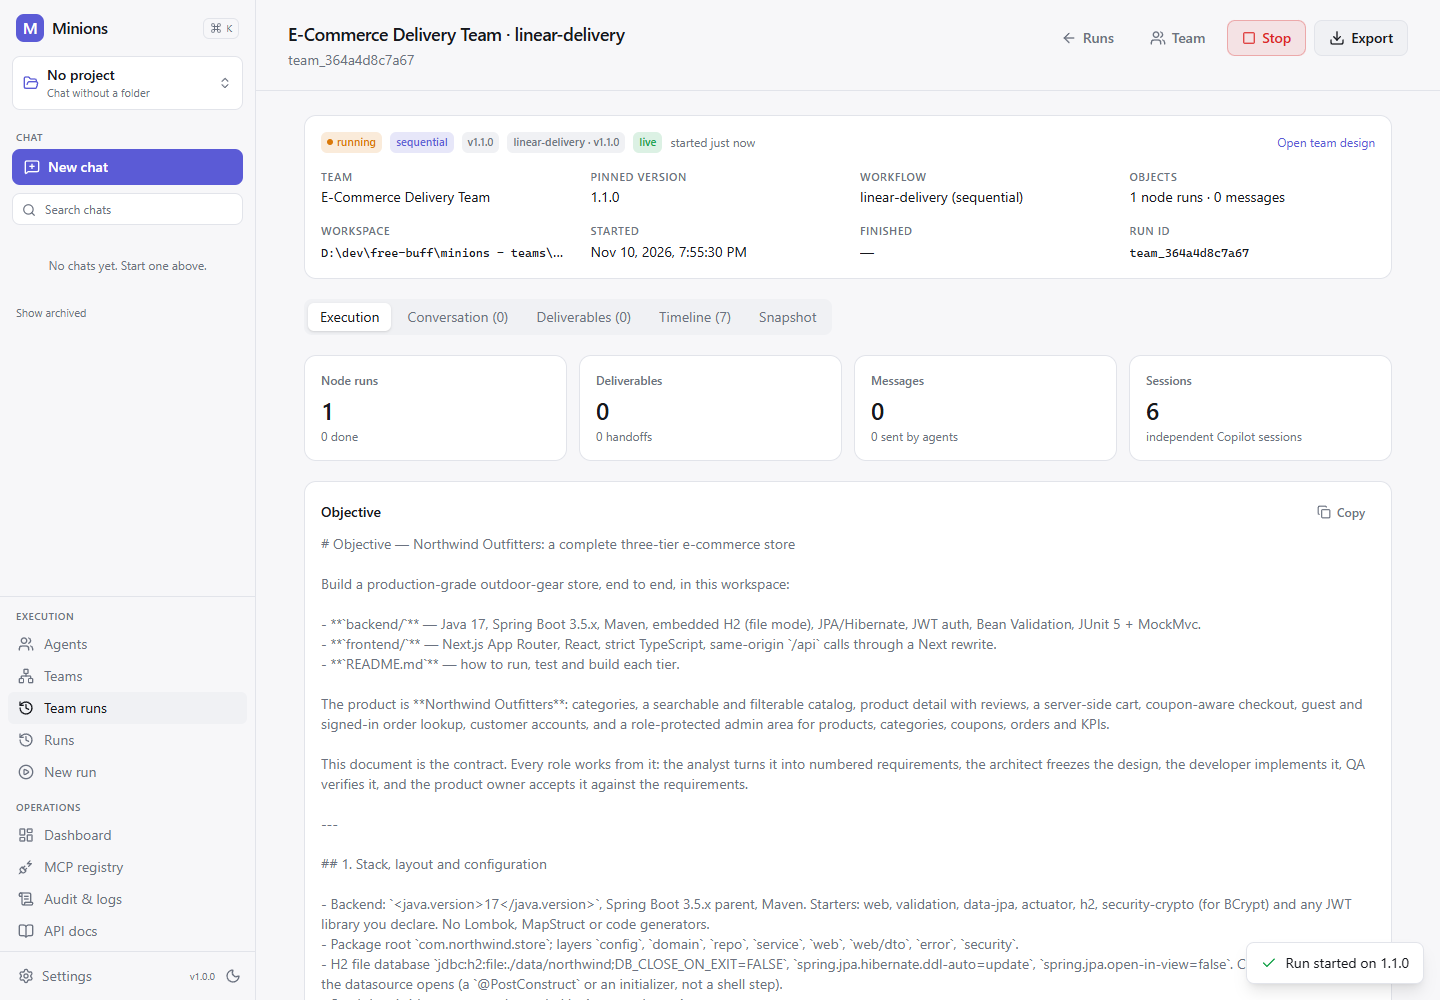 M Minions
⌘ K
No project
Chat without a folder
CHAT
New chat
Search chats
No chats yet. Start one above.
Show archived
EXECUTION
Agents
Teams
Team runs
Runs
New run
OPERATIONS
Dashboard
MCP registry
Audit & logs
API docs
Settings
v1.0.0
E-Commerce Delivery Team · linear-delivery
team_364a4d8c7a67
Runs
Team
Stop
Export
running sequential v1.1.0 linear-delivery · v1.1.0 live started just now
Open team design
TEAM
E-Commerce Delivery Team
PINNED VERSION
1.1.0
WORKFLOW
linear-delivery (sequential)
OBJECTS
1 node runs · 0 messages
WORKSPACE
D:\dev\free-buff\minions - teams\...
STARTED
Nov 10, 2026, 7:55:30 PM
FINISHED
—
RUN ID
team_364a4d8c7a67
Execution
Conversation (0)
Deliverables (0)
Timeline (7)
Snapshot
Node runs
1
0 done
Deliverables
0
0 handoffs
Messages
0
0 sent by agents
Sessions
6
independent Copilot sessions
Objective
Copy
# Objective — Northwind Outfitters: a complete three-tier e-commerce store
Build a production-grade outdoor-gear store, end to end, in this workspace:
- **`backend/`** — Java 17, Spring Boot 3.5.x, Maven, embedded H2 (file mode), JPA/Hibernate, JWT auth, Bean Validation, JUnit 5 + MockMvc.
- **`frontend/`** — Next.js App Router, React, strict TypeScript, same-origin `/api` calls through a Next rewrite.
- **`README.md`** — how to run, test and build each tier.
The product is **Northwind Outfitters**: categories, a searchable and filterable catalog, product detail with reviews, a server-side cart, coupon-aware checkout, guest and
signed-in order lookup, customer accounts, and a role-protected admin area for products, categories, coupons, orders and KPIs.
This document is the contract. Every role works from it: the analyst turns it into numbered requirements, the architect freezes the design, the developer implements it, QA
verifies it, and the product owner accepts it against the requirements.
---
## 1. Stack, layout and configuration
- Backend: `<java.version>17</java.version>`, Spring Boot 3.5.x parent, Maven. Starters: web, validation, data-jpa, actuator, h2, security-crypto (for BCrypt) and any JWT
library you declare. No Lombok, MapStruct or code generators.
- Package root `com.northwind.store`; layers `config`, `domain`, `repo`, `service`, `web`, `web/dto`, `error`, `security`.
- H2 file database `jdbc:h2:file:./data/northwind;DB_CLOSE_ON_EXIT=FALSE`, `spring.jpa.hibernate.ddl-auto=update`, `spring.jpa.open-in-view=false`.
the datasource opens (a `@PostConstruct` or an initializer, not a shell step).
Run started on 1.1.0